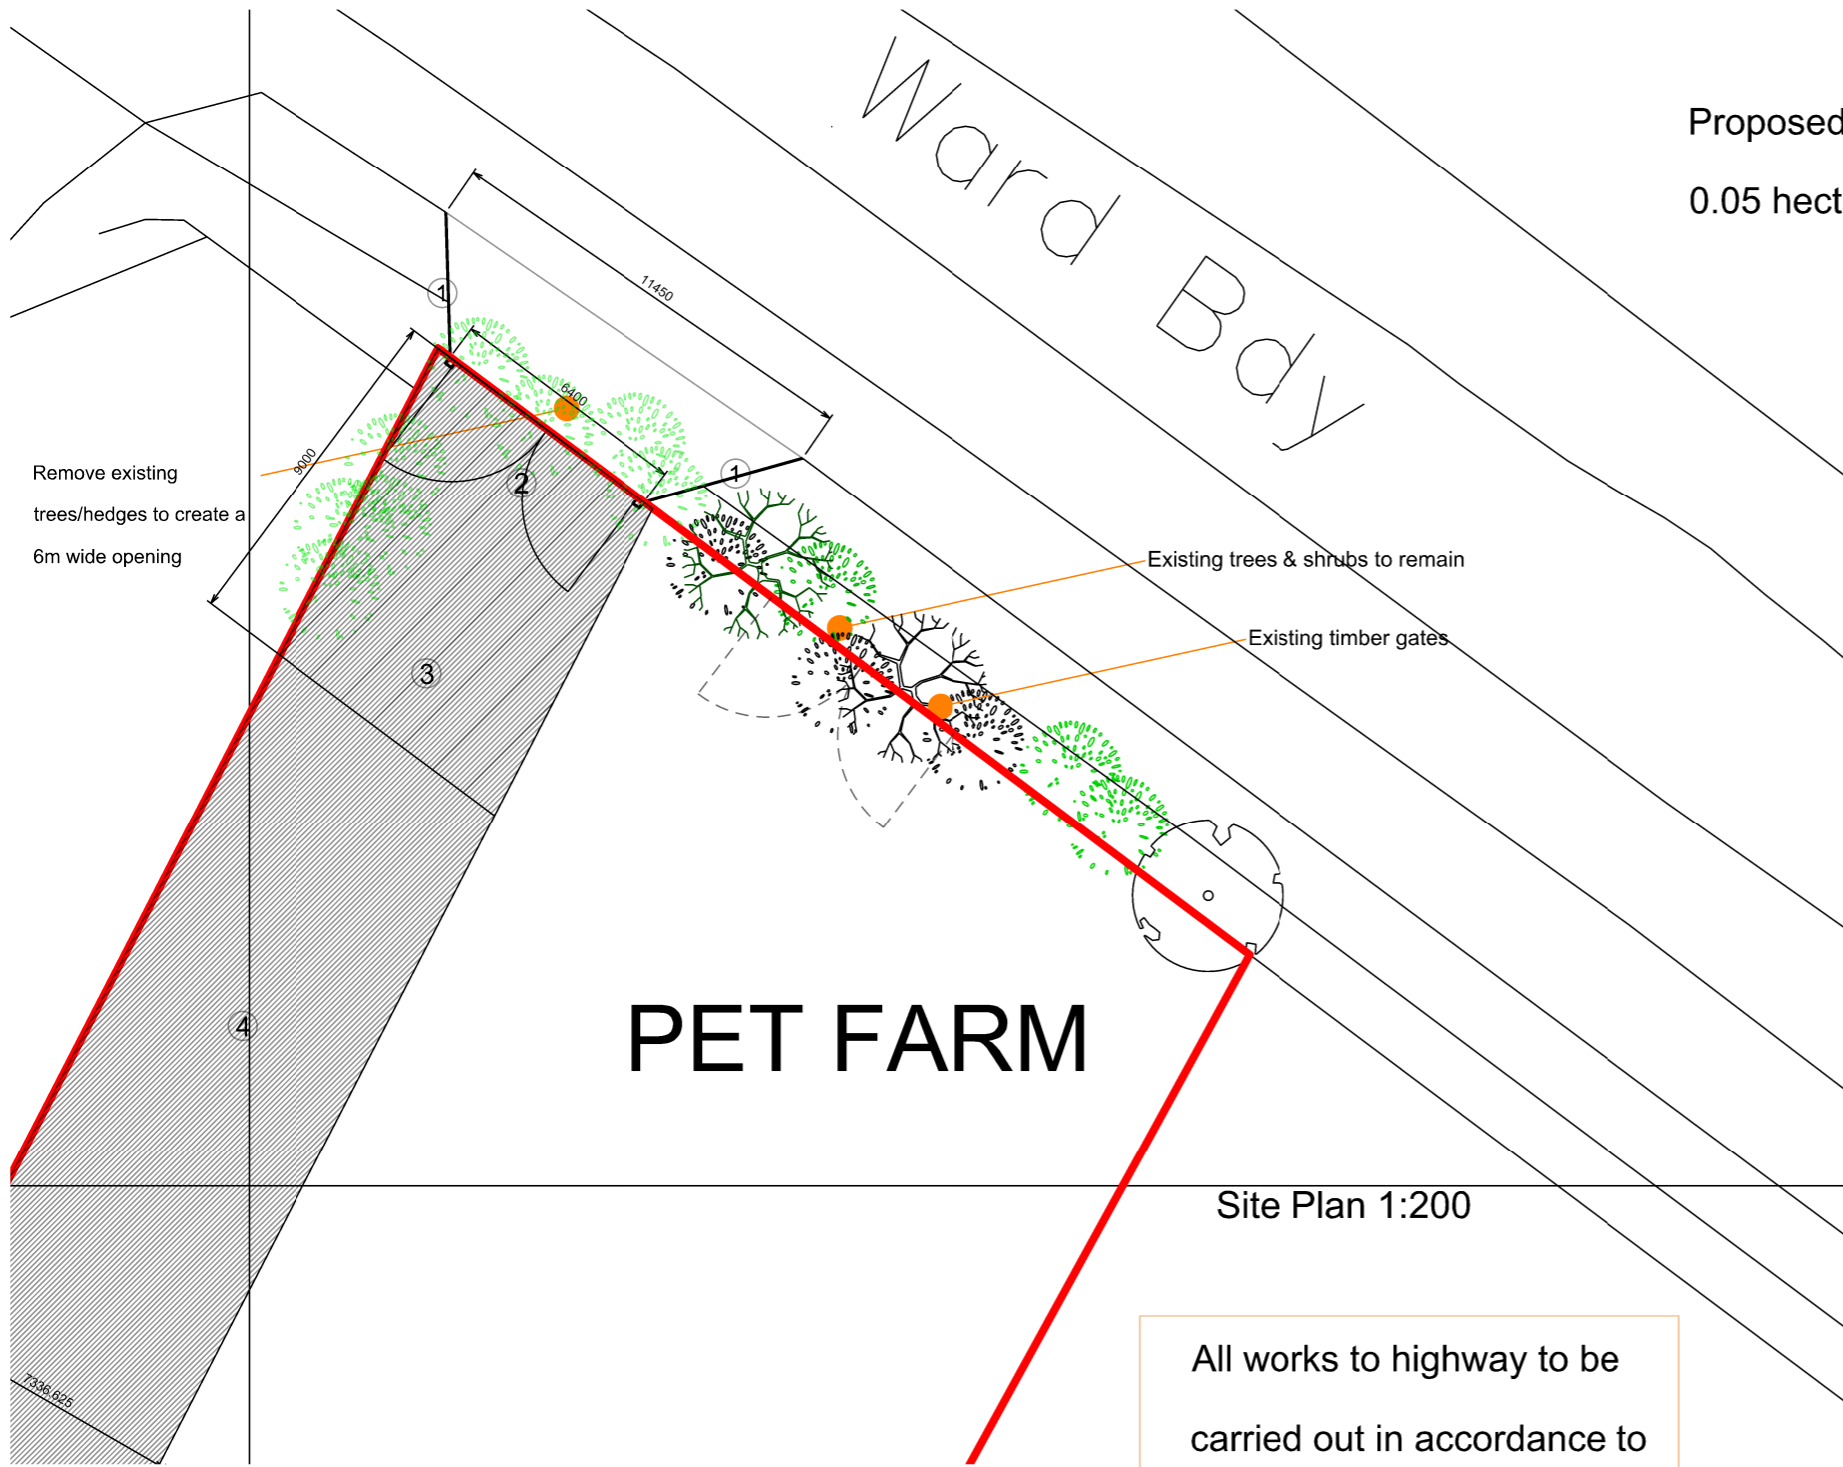 Ward Bdy
Proposed
0.05 hect
11450
1
6400
9000
1
2
Remove existing
trees/hedges to create a
6m wide opening
Existing trees & shrubs to remain
Existing timber gates
3
4
PET FARM
Site Plan 1:200
7336.625
All works to highway to be
carried out in accordance to